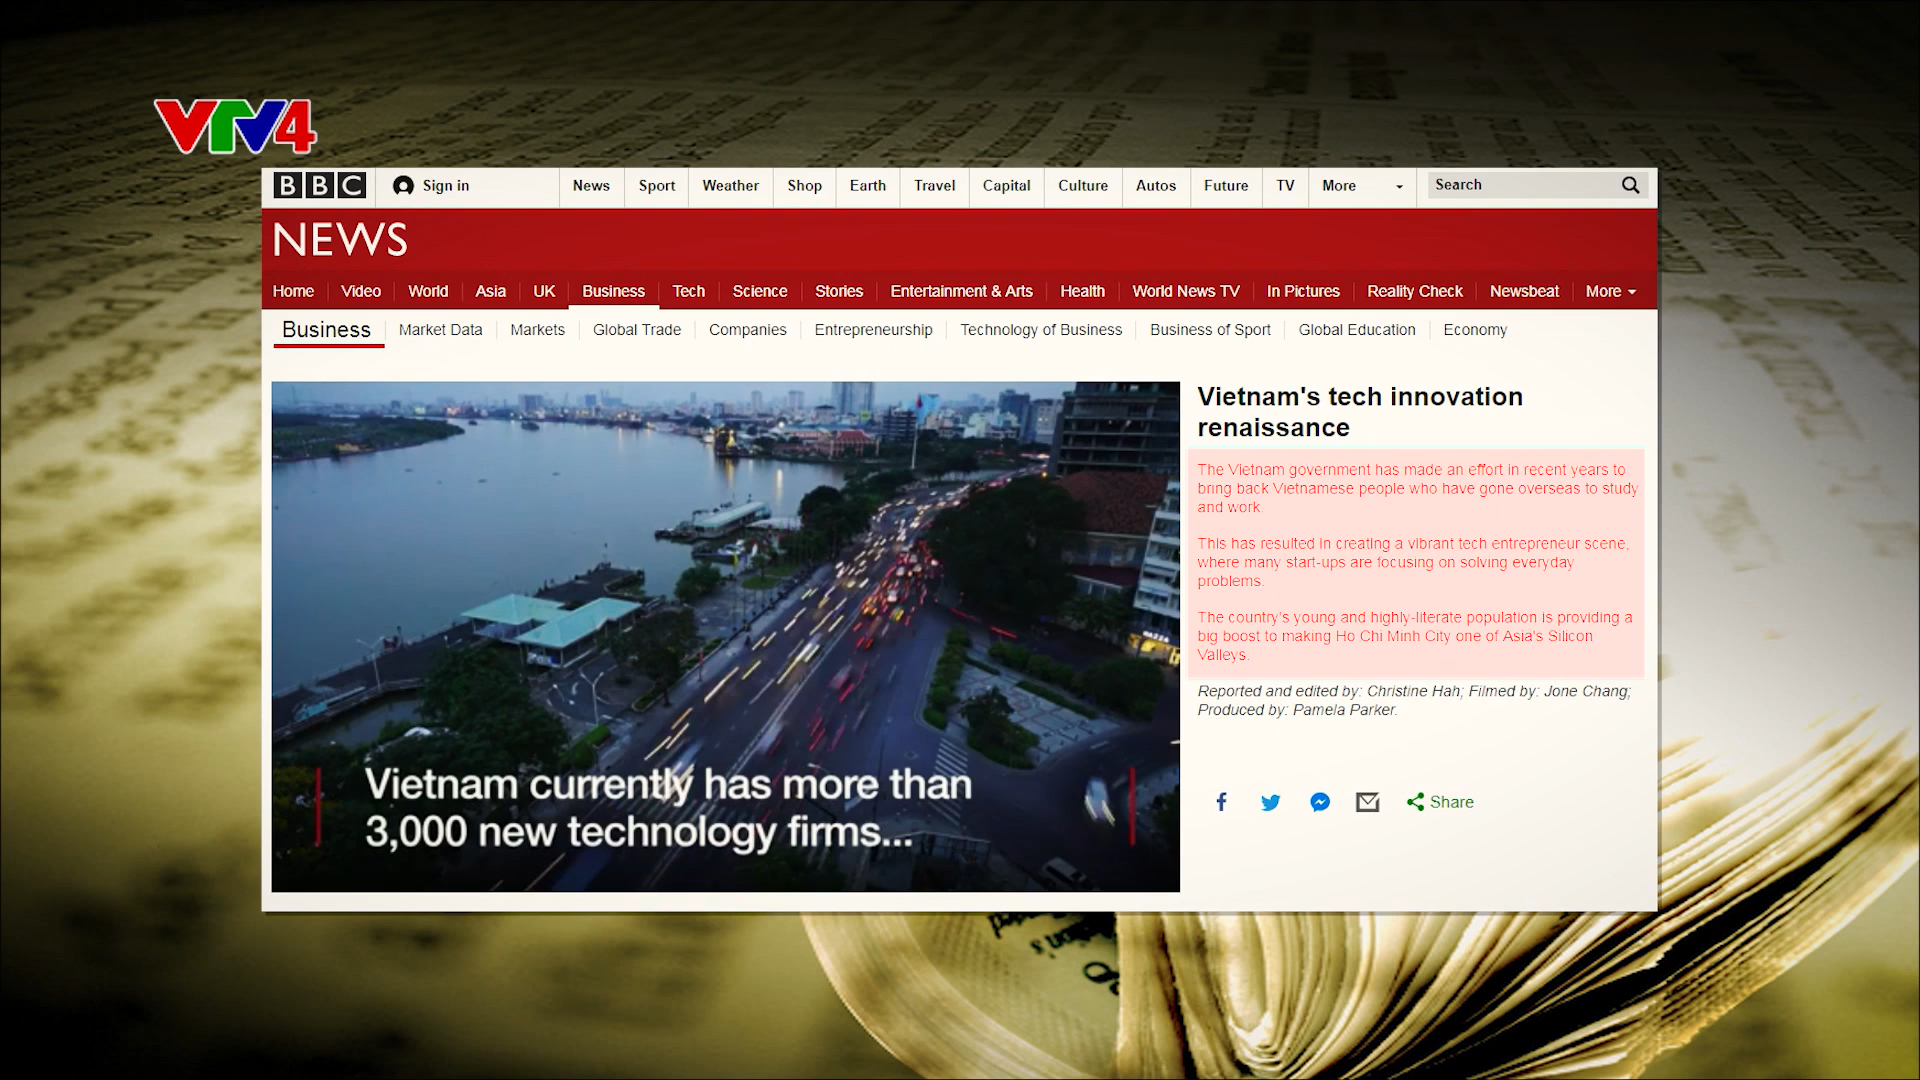 VTV4
BBC Sign in News Sport Weather Shop Earth Travel Capital Culture Autos Future TV More Search
NEWS
Home Video World Asia UK Business Tech Science Stories Entertainment & Arts Health World News TV In Pictures Reality Check Newsbeat More
Business Market Data Markets Global Trade Companies Entrepreneurship Technology of Business Business of Sport Global Education Economy
Vietnam's tech innovation
renaissance
The Vietnam government has made an effort in recent years to
bring back Vietnamese people who have gone overseas to study
and work.
This has resulted in creating a vibrant tech entrepreneur scene,
where many start-ups are focusing on solving everyday
problems.
The country's young and highly-literate population is providing a
big boost to making Ho Chi Minh City one of Asia's Silicon
Valleys.
Reported and edited by: Christine Hah; Filmed by: Jone Chang;
Produced by: Pamela Parker.
Share
Vietnam currently has more than
3,000 new technology firms...